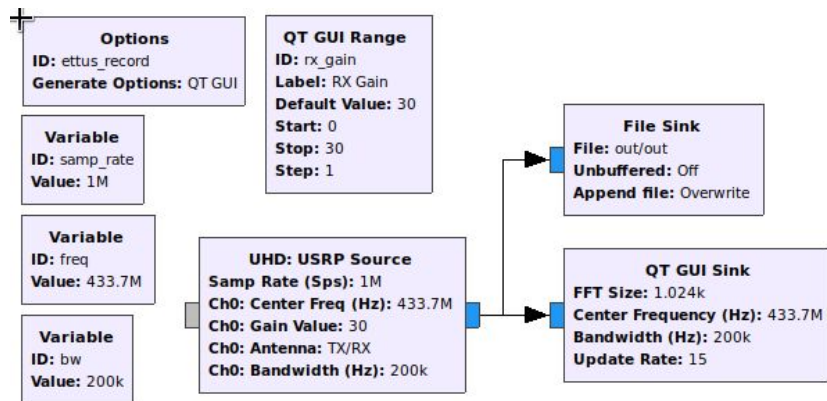 Options
ID: ettus_record
Generate Options: QT GUI
QT GUI Range
ID: rx_gain
Label: RX Gain
Default Value: 30
Start: 0
Stop: 30
Step: 1
Variable
ID: samp_rate
Value: 1M
Variable
ID: freq
Value: 433.7M
Variable
ID: bw
Value: 200k
UHD: USRP Source
Samp Rate (Sps): 1M
Ch0: Center Freq (Hz): 433.7M
Ch0: Gain Value: 30
Ch0: Antenna: TX/RX
Ch0: Bandwidth (Hz): 200k
File Sink
File: out/out
Unbuffered: Off
Append file: Overwrite
QT GUI Sink
FFT Size: 1.024k
Center Frequency (Hz): 433.7M
Bandwidth (Hz): 200k
Update Rate: 15